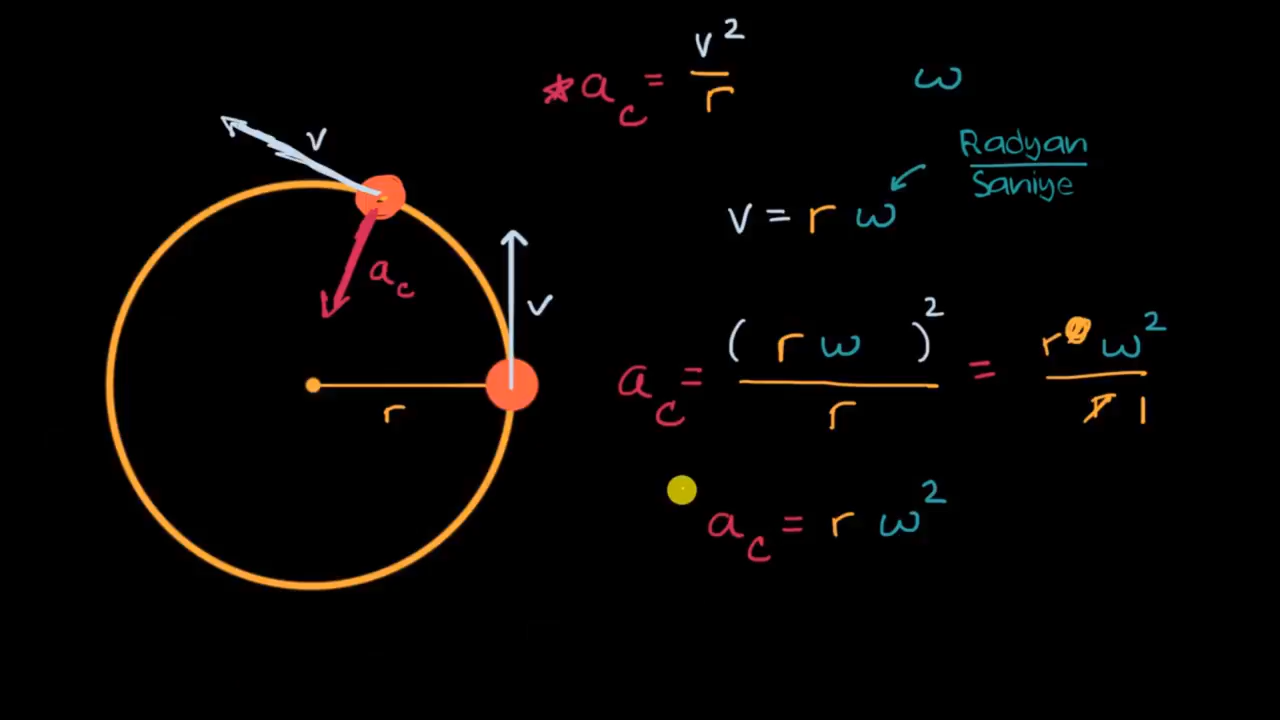 *a_c = v²/r
ω
Radyan
Saniye
v = r ω
v
a_c
v
r
a_c = (r ω)²/r = r ω²/r 1
a_c = r ω²